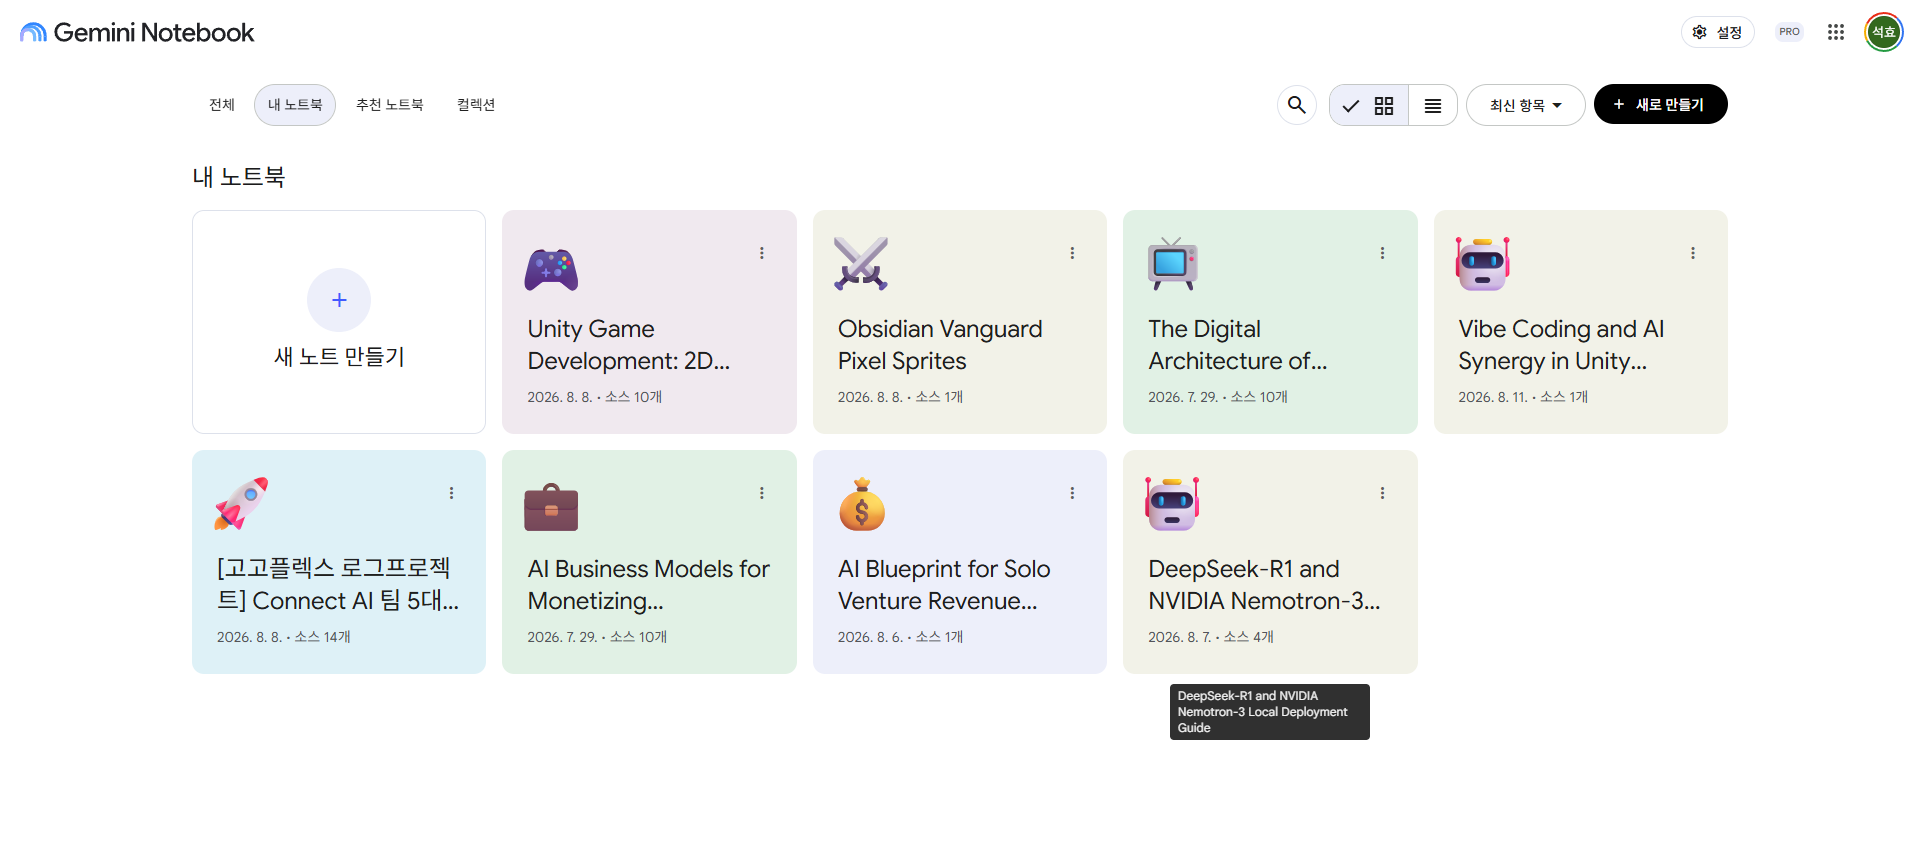 Gemini Notebook
설정
PRO
석효
전체
내 노트북
추천 노트북
컬렉션
최신 항목
+ 새로 만들기
내 노트북
+
새 노트 만들기
Unity Game
Development: 2D...
2026. 8. 8. • 소스 10개
Obsidian Vanguard
Pixel Sprites
2026. 8. 8. • 소스 1개
The Digital
Architecture of...
2026. 7. 29. • 소스 10개
Vibe Coding and AI
Synergy in Unity...
2026. 8. 11. • 소스 1개
[고고플렉스 로그프로젝
트] Connect AI 팀 5대...
2026. 8. 8. • 소스 14개
AI Business Models for
Monetizing...
2026. 7. 29. • 소스 10개
$
AI Blueprint for Solo
Venture Revenue...
2026. 8. 6. • 소스 1개
DeepSeek-R1 and
NVIDIA Nemotron-3...
2026. 8. 7. • 소스 4개
DeepSeek-R1 and NVIDIA
Nemotron-3 Local Deployment
Guide